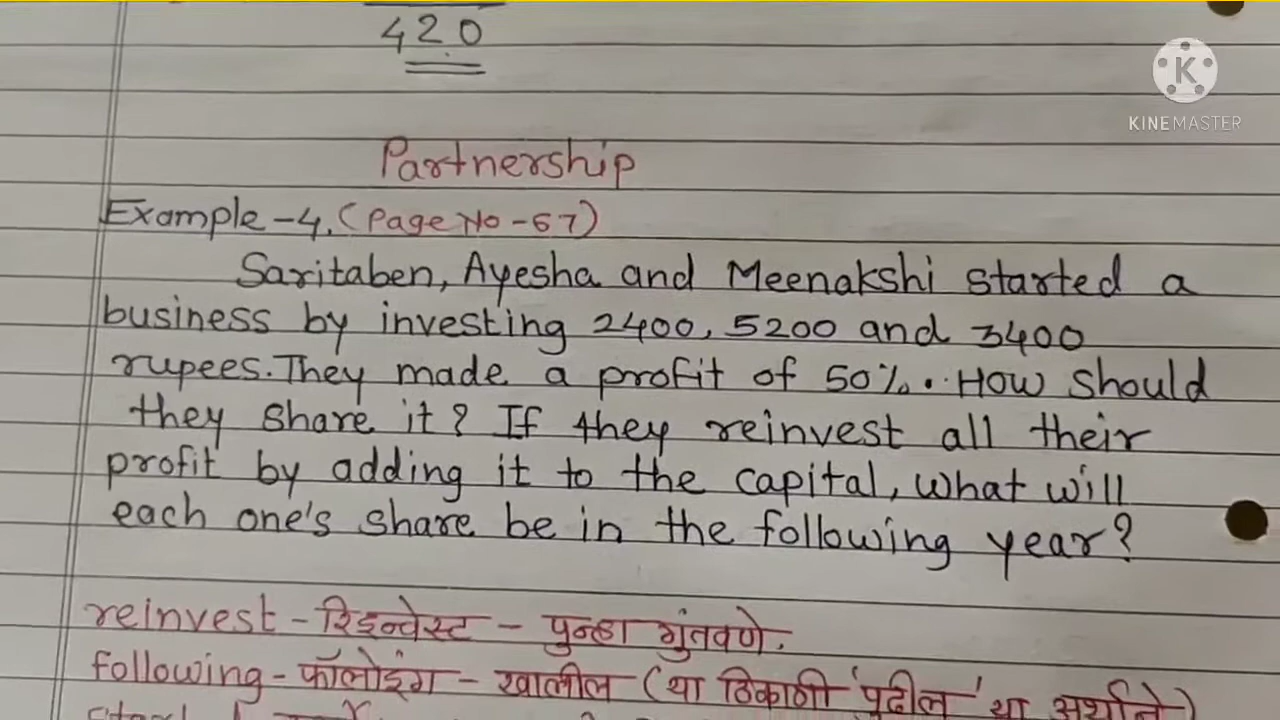 420
KINEMASTER
Partnership
Example-4. (Page No-67)
Saritaben, Ayesha and Meenakshi started a
business by investing 2400, 5200 and 3400
rupees. They made a profit of 50%. How should
they share it? If they reinvest all their
profit by adding it to the capital, what will
each one's share be in the following year?
reinvest - रिइन्वेस्ट - पुन्हा गुंतवणे.
following - फॉलोइंग - खालील (या ठिकाणी 'पुढील' या अर्थाने)